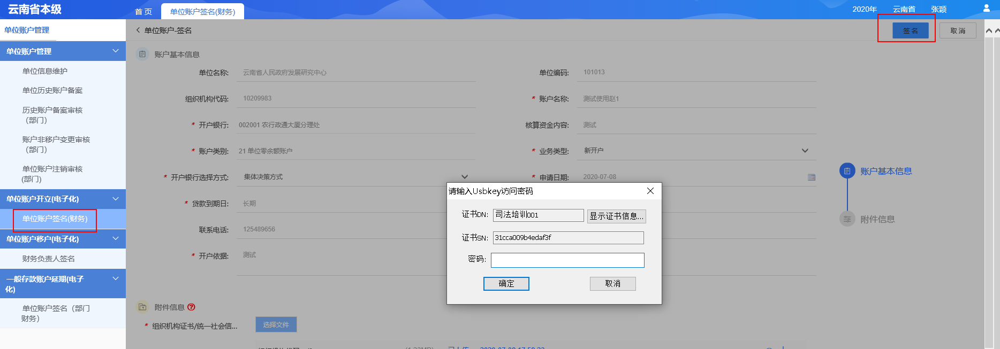 云南省本级
首 页
单位账户签名(财务)
2020年
云南省
张颖
单位账户管理
单位账户管理
单位信息维护
单位历史账户备案
历史账户备案审核
（部门）
账户非移户变更审核
（部门）
单位账户注销审核
(部门)
单位账户开立(电子化)
单位账户签名(财务)
单位账户移户(电子化)
财务负责人签名
一般存款账户延期(电子
化)
单位账户签名（部门
财务）
单位账户-签名
签 名
取 消
账户基本信息
单位名称: 云南省人民政府发展研究中心
单位编码: 101013
组织机构代码: 10209983
* 账户名称: 测试使用赵1
* 开户银行: 002001 农行政通大厦分理处
核算资金内容: 测试
* 账户类别: 21 单位零余额账户
* 业务类型: 新开户
* 开户银行选择方式: 集体决策方式
* 申请日期: 2020-07-08
* 贷款到期日: 长期
联系电话: 125489656
* 开户依据: 测试
请输入Usbkey访问密码
证书DN: 司法培训001 显示证书信息...
证书SN: 31cca009b4edaf3f
密码:
确定
取消
账户基本信息
附件信息
附件信息
* 组织机构证书/统一社会信...
选择文件